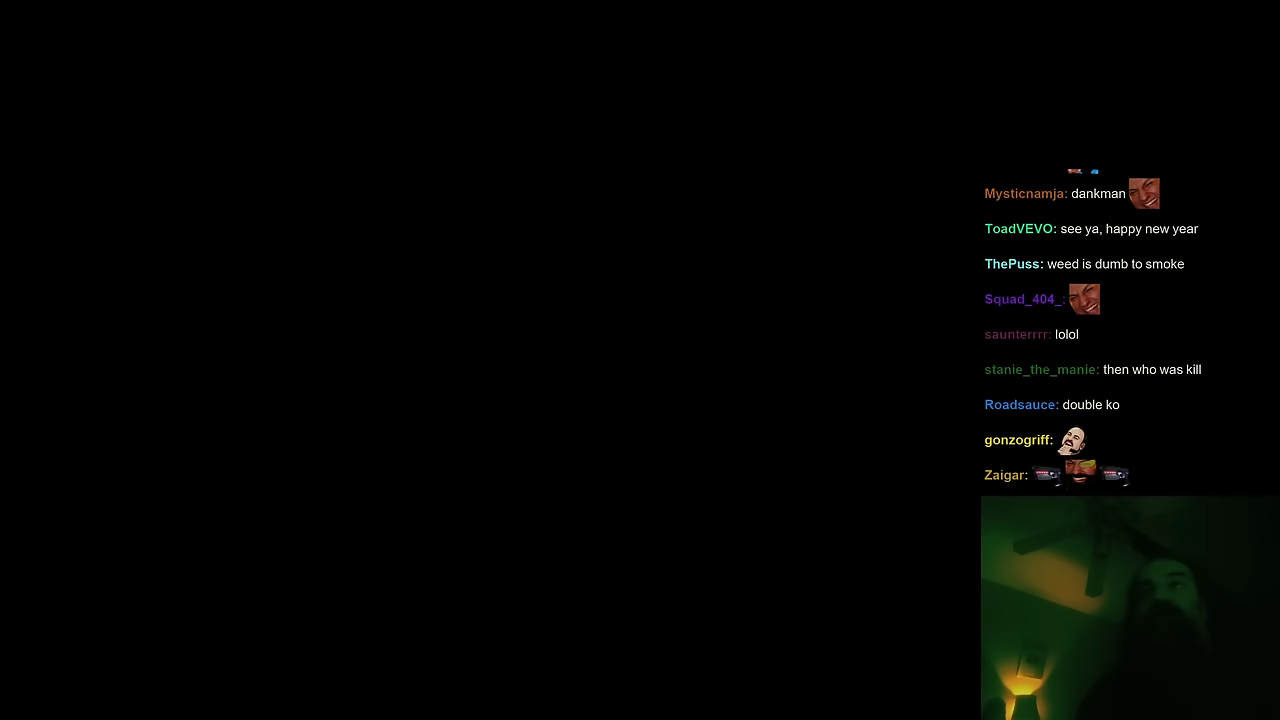 Mysticnamja: dankman
ToadVEVO: see ya, happy new year
ThePuss: weed is dumb to smoke
Squad_404_:
saunterrrr: lolol
stanie_the_manie: then who was kill
Roadsauce: double ko
gonzogriff:
Zaigar: